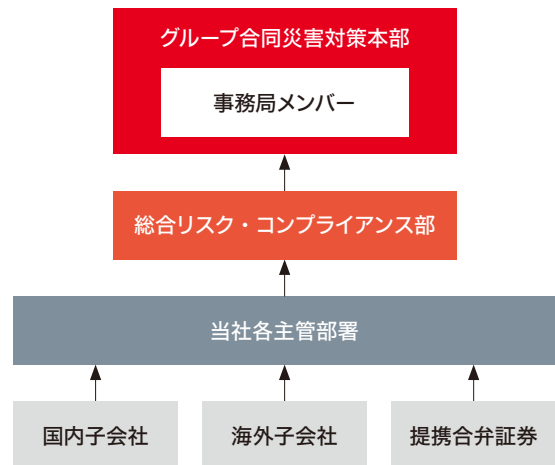 グループ合同災害対策本部
事務局メンバー
総合リスク・コンプライアンス部
当社各主管部署
国内子会社
海外子会社
提携合弁証券